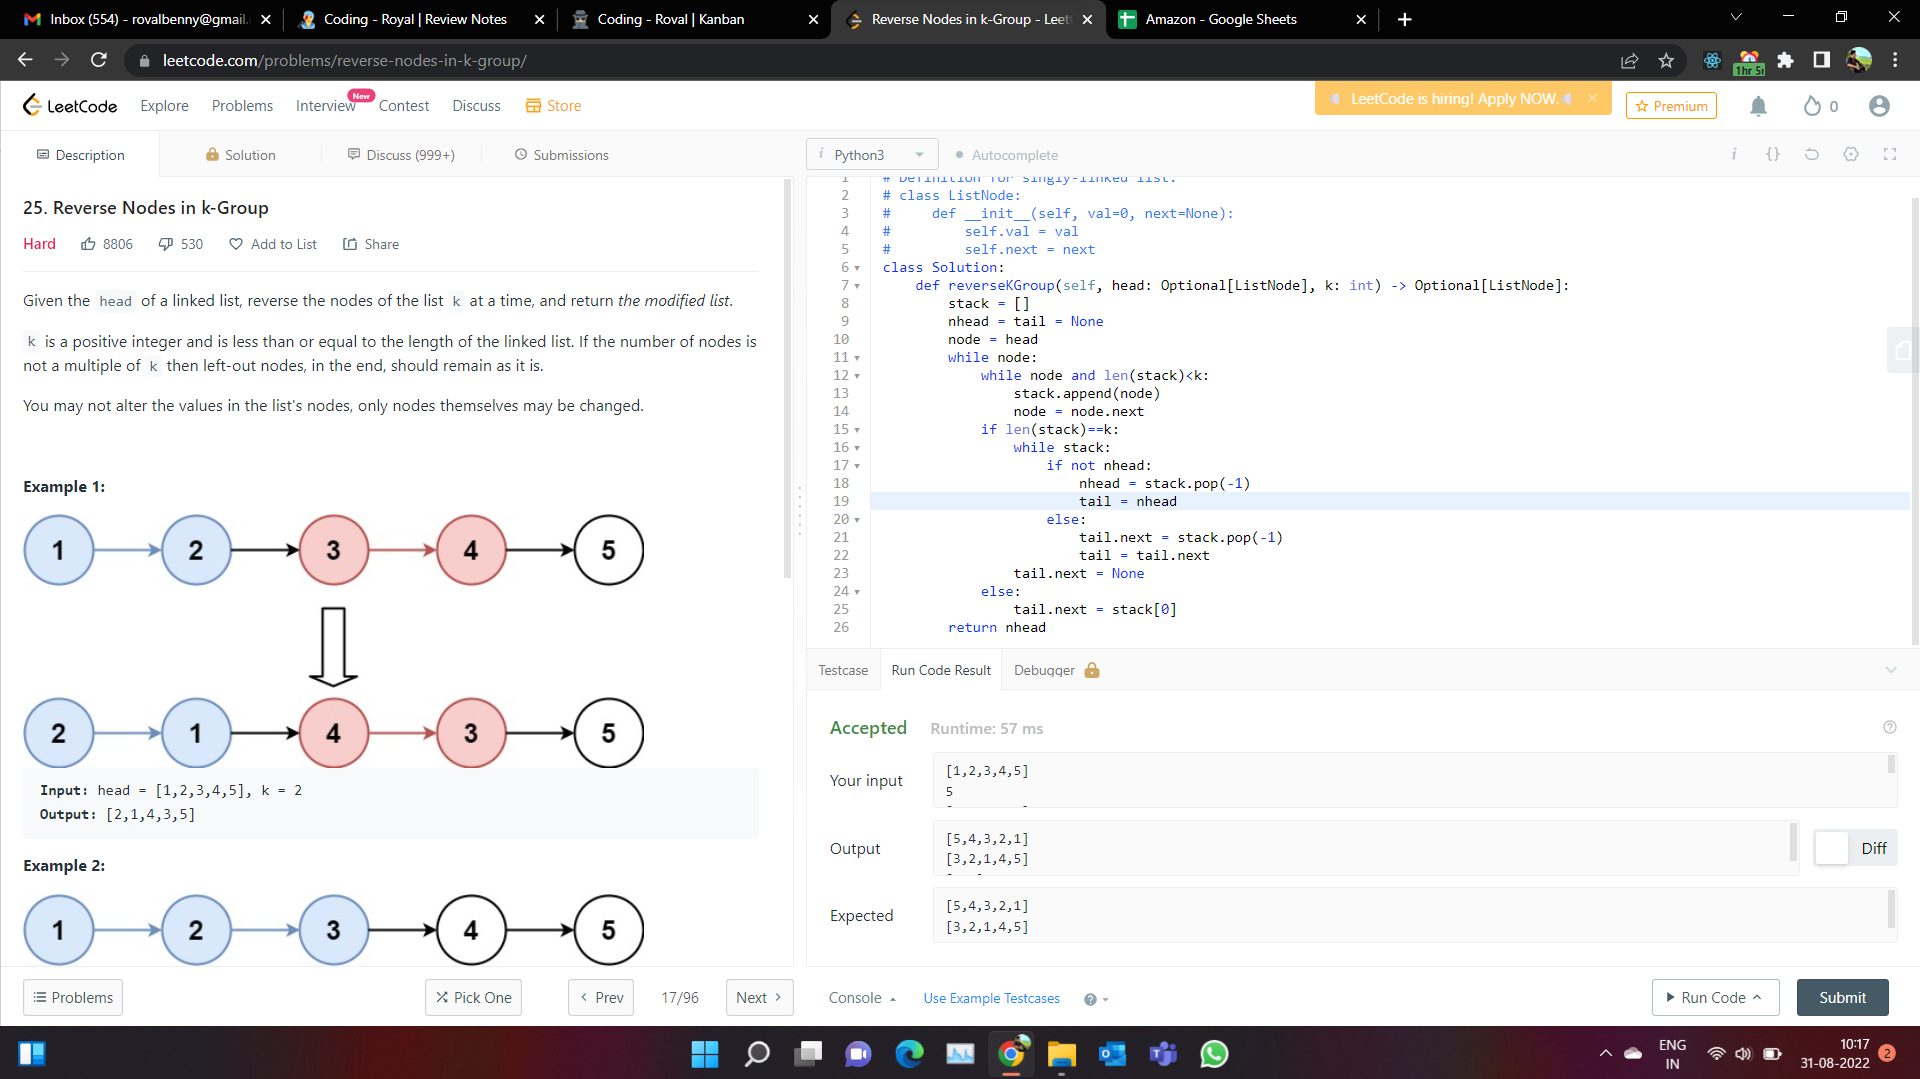 Inbox (554) - rovalbenny@gmail.
Coding - Royal | Review Notes
Coding - Roval | Kanban
Reverse Nodes in k-Group - Leet
Amazon - Google Sheets
leetcode.com/problems/reverse-nodes-in-k-group/
LeetCode
Explore
Problems
Interview
New
Contest
Discuss
Store
LeetCode is hiring! Apply NOW.
Premium
0
Description
Solution
Discuss (999+)
Submissions
i Python3
Autocomplete
25. Reverse Nodes in k-Group
Hard
8806
530
Add to List
Share
Given the head of a linked list, reverse the nodes of the list k at a time, and return the modified list.
k is a positive integer and is less than or equal to the length of the linked list. If the number of nodes is
not a multiple of k then left-out nodes, in the end, should remain as it is.
You may not alter the values in the list's nodes, only nodes themselves may be changed.
Example 1:
1 2 3 4 5
2 1 4 3 5
Input: head = [1,2,3,4,5], k = 2
Output: [2,1,4,3,5]
Example 2:
1 2 3 4 5
1 # Definition for singly-linked list.
2 # class ListNode:
3 #     def __init__(self, val=0, next=None):
4 #         self.val = val
5 #         self.next = next
6 class Solution:
7     def reverseKGroup(self, head: Optional[ListNode], k: int) -> Optional[ListNode]:
8         stack = []
9         nhead = tail = None
10         node = head
11         while node:
12             while node and len(stack)<k:
13                 stack.append(node)
14                 node = node.next
15             if len(stack)==k:
16                 while stack:
17                     if not nhead:
18                         nhead = stack.pop(-1)
19                         tail = nhead
20                     else:
21                         tail.next = stack.pop(-1)
22                         tail = tail.next
23                 tail.next = None
24             else:
25                 tail.next = stack[0]
26         return nhead
Testcase
Run Code Result
Debugger
Accepted
Runtime: 57 ms
Your input
[1,2,3,4,5]
5
Output
[5,4,3,2,1]
[3,2,1,4,5]
Diff
Expected
[5,4,3,2,1]
[3,2,1,4,5]
Problems
Pick One
Prev
17/96
Next
Console
Use Example Testcases
Run Code
Submit
ENG
IN
10:17
31-08-2022
2